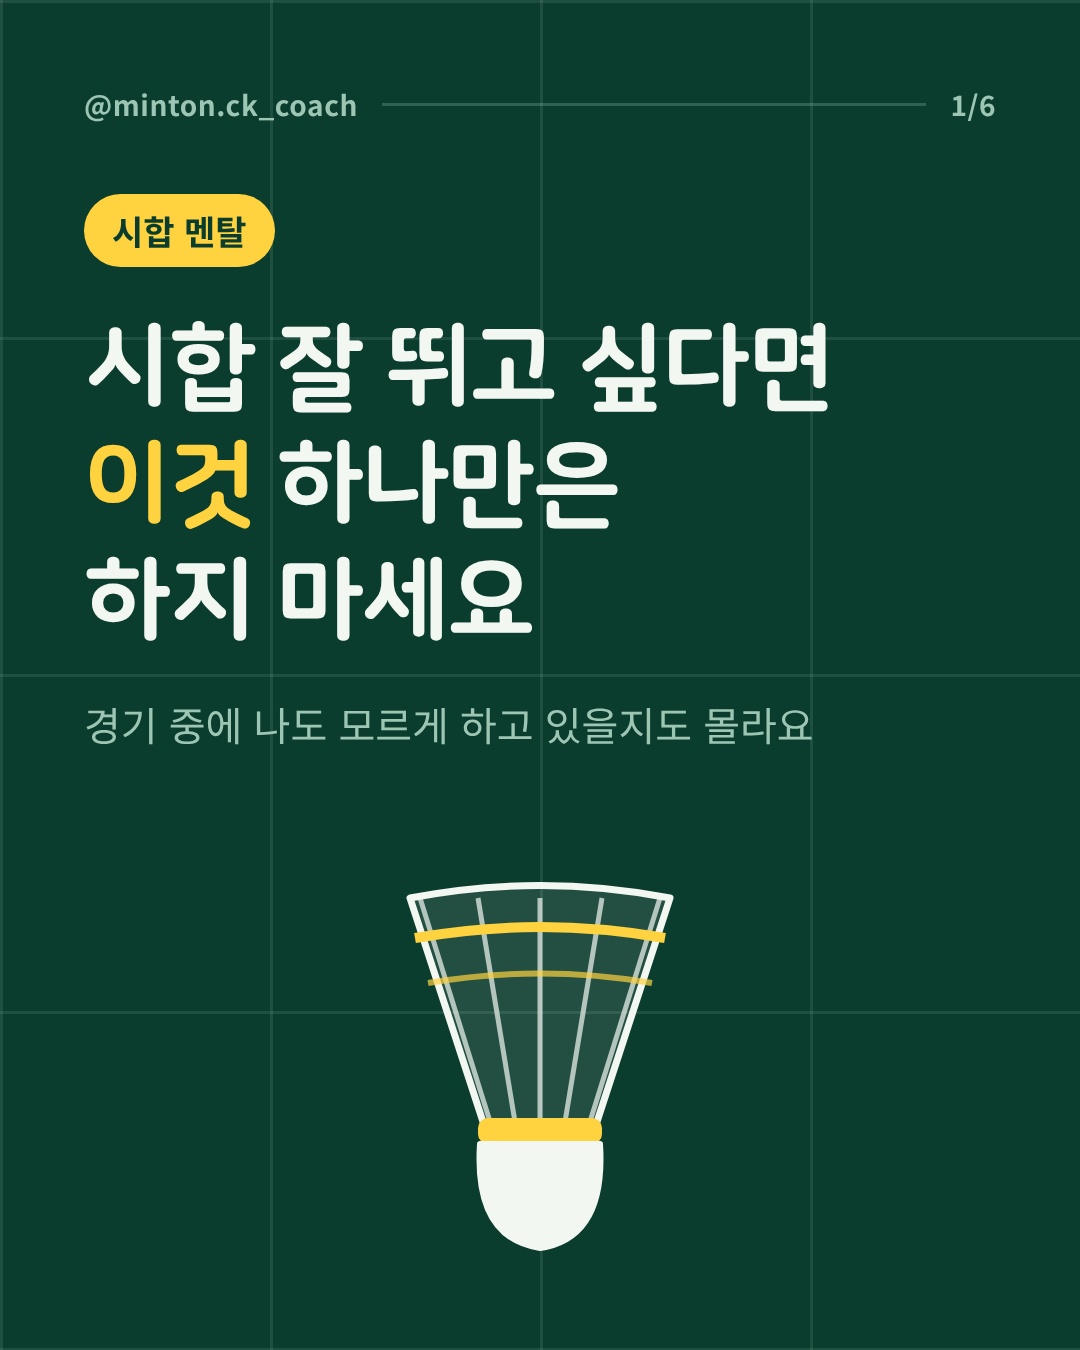 @minton.ck_coach 1/6
시합 멘탈
시합 잘 뛰고 싶다면
이것 하나만은
하지 마세요
경기 중에 나도 모르게 하고 있을지도 몰라요